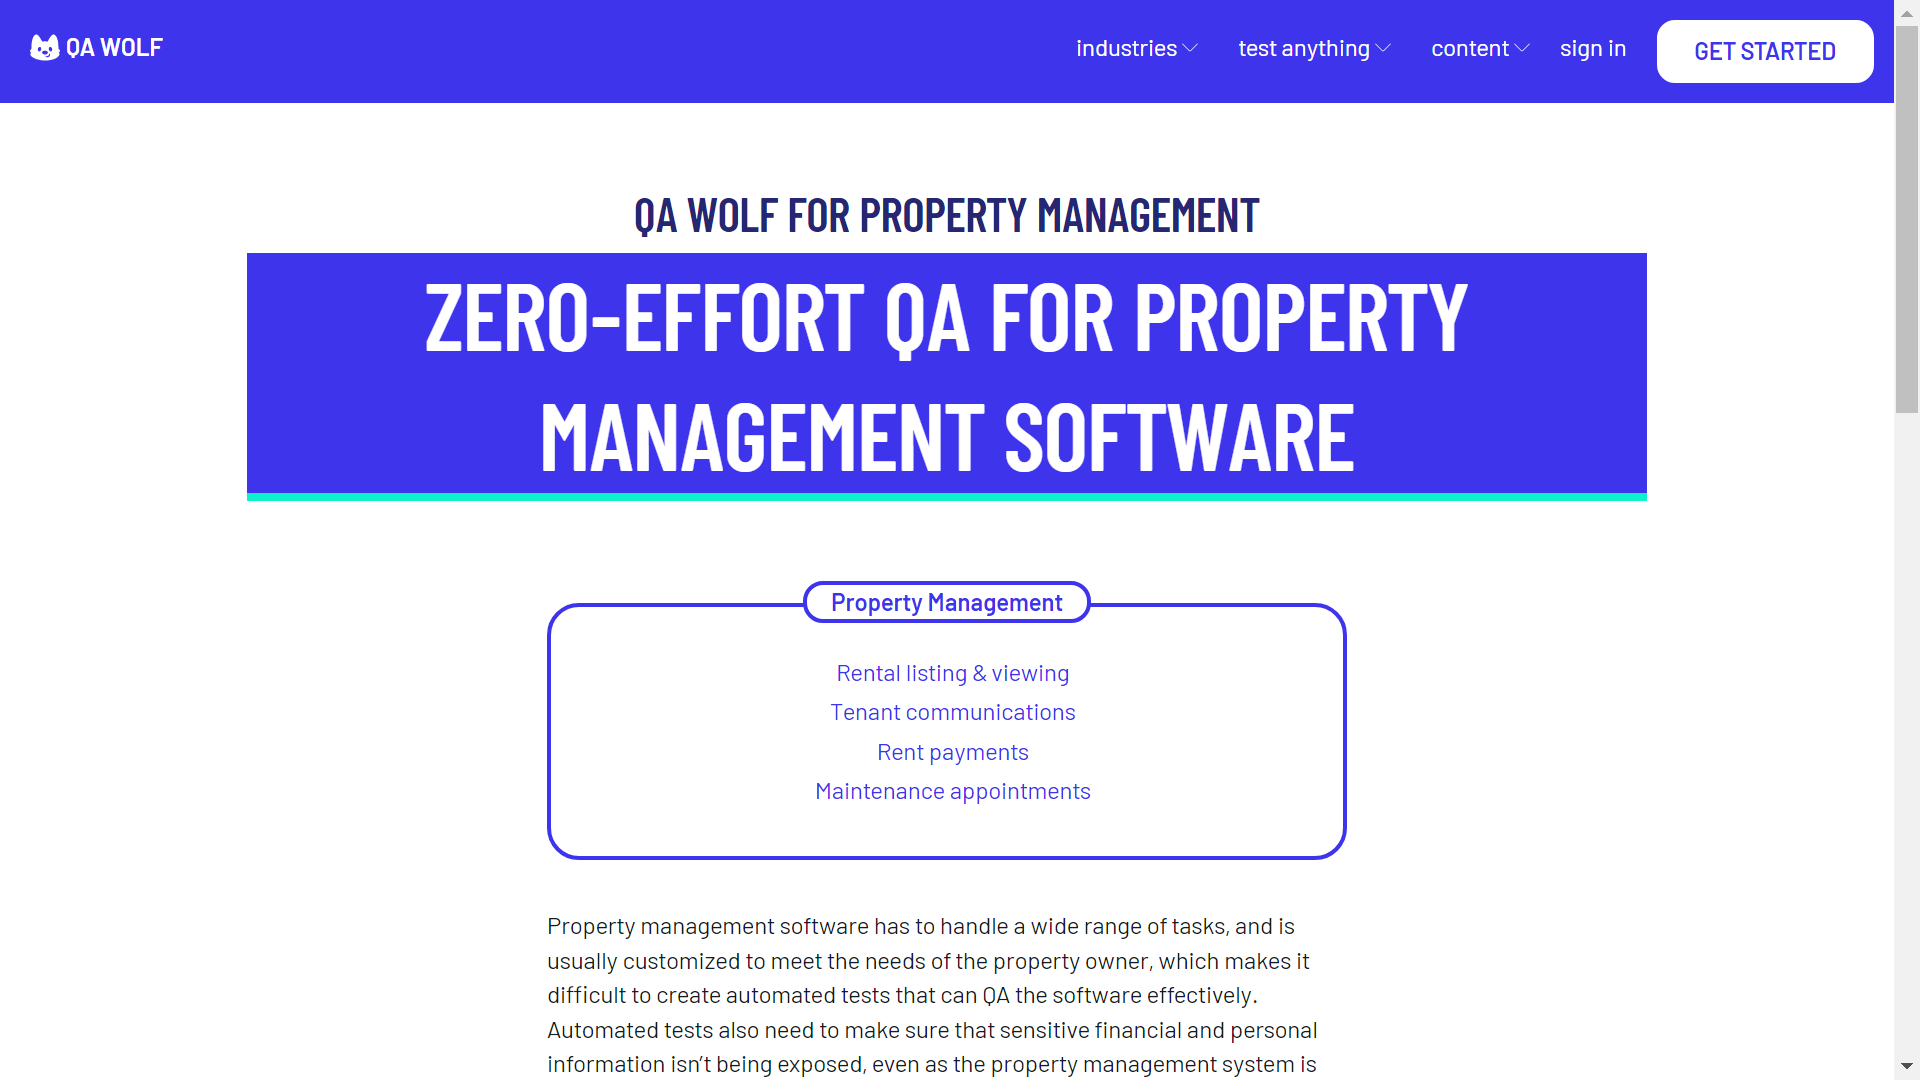 QA WOLF
industries
test anything
content
sign in
GET STARTED
QA WOLF FOR PROPERTY MANAGEMENT
ZERO-EFFORT QA FOR PROPERTY
MANAGEMENT SOFTWARE
Property Management
Rental listing & viewing
Tenant communications
Rent payments
Maintenance appointments
Property management software has to handle a wide range of tasks, and is
usually customized to meet the needs of the property owner, which makes it
difficult to create automated tests that can QA the software effectively.
Automated tests also need to make sure that sensitive financial and personal
information isn’t being exposed, even as the property management system is